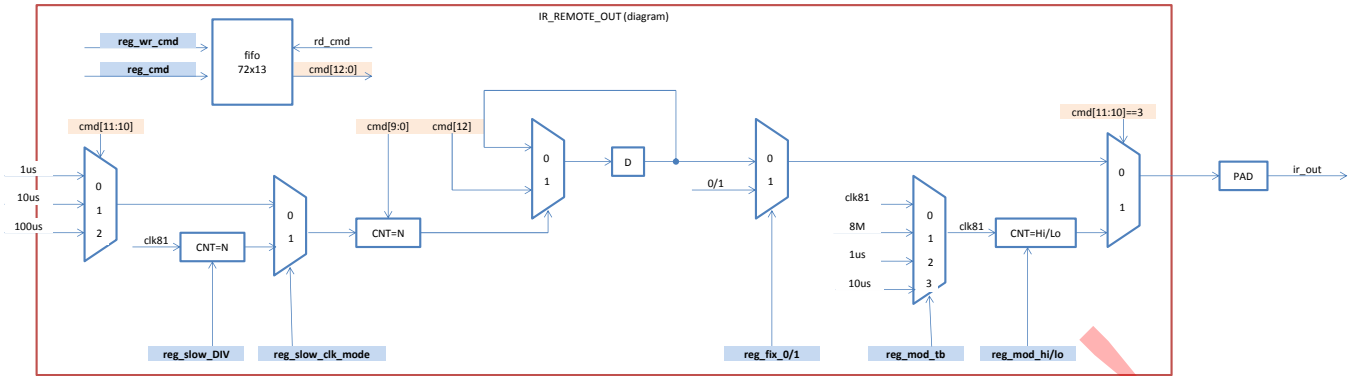 IR_REMOTE_OUT (diagram)
reg_wr_cmd
rd_cmd
fifo
72x13
reg_cmd
cmd[12:0]
cmd[11:10]
cmd[9:0]
cmd[12]
cmd[11:10]==3
1us
0
10us
1
100us
2
clk81
CNT=N
0
1
CNT=N
0
1
D
0
1
0/1
clk81
0
8M
1
1us
2
10us
3
clk81
CNT=Hi/Lo
0
1
PAD
ir_out
reg_slow_DIV
reg_slow_clk_mode
reg_fix_0/1
reg_mod_tb
reg_mod_hi/lo